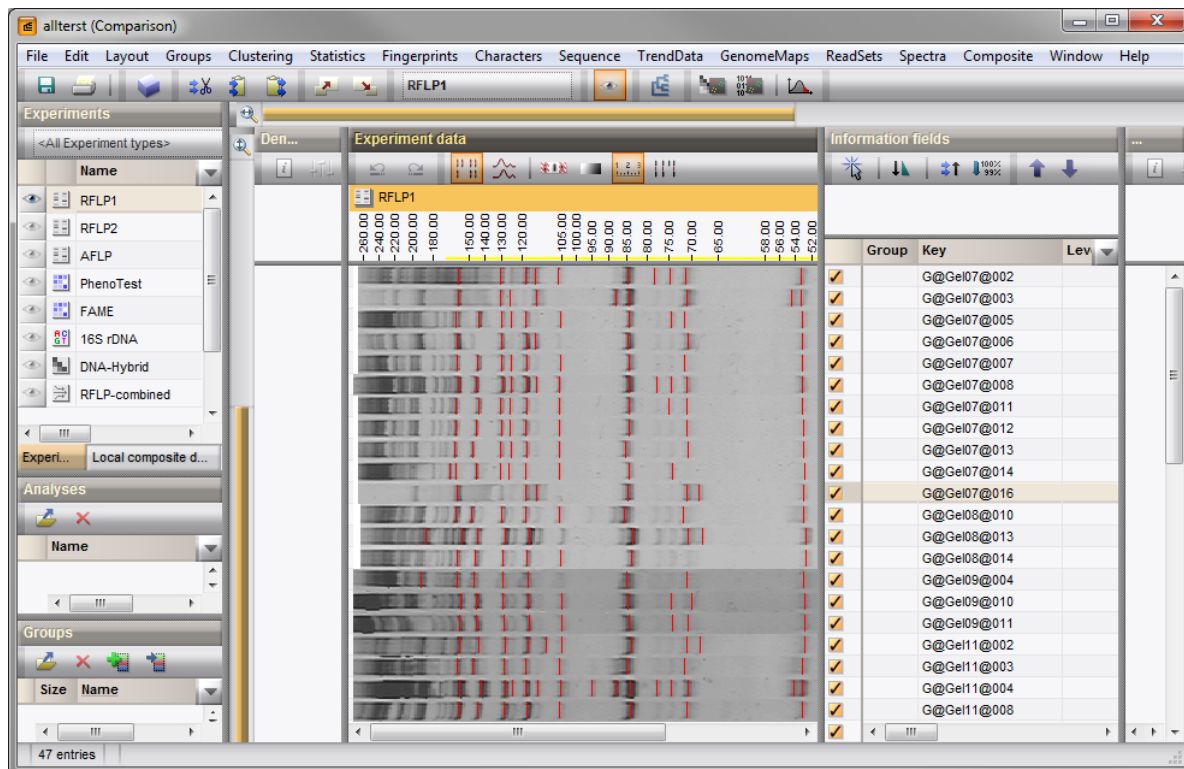 allterst (Comparison)
File Edit Layout Groups Clustering Statistics Fingerprints Characters Sequence TrendData GenomeMaps ReadSets Spectra Composite Window Help
RFLP1
Experiments
<All Experiment types>
Name
RFLP1
RFLP2
AFLP
PhenoTest
FAME
16S rDNA
DNA-Hybrid
RFLP-combined
Experi... Local composite d...
Analyses
Name
Groups
Size Name
47 entries
Den...
Experiment data
RFLP1
260.00 240.00 220.00 200.00 180.00 150.00 140.00 130.00 120.00 105.00 100.00 95.00 90.00 85.00 80.00 75.00 70.00 65.00 58.00 56.00 54.00 52.00
Information fields
100% 99%
Group Key Lev
G@Gel07@002
G@Gel07@003
G@Gel07@005
G@Gel07@006
G@Gel07@007
G@Gel07@008
G@Gel07@011
G@Gel07@012
G@Gel07@013
G@Gel07@014
G@Gel07@016
G@Gel08@010
G@Gel08@013
G@Gel08@014
G@Gel09@004
G@Gel09@010
G@Gel09@011
G@Gel11@002
G@Gel11@003
G@Gel11@004
G@Gel11@008
...